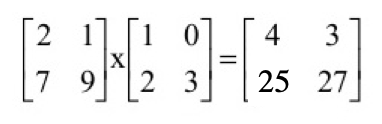 [2 1] x [1 0] = [4 3]
[7 9] [2 3] [25 27]